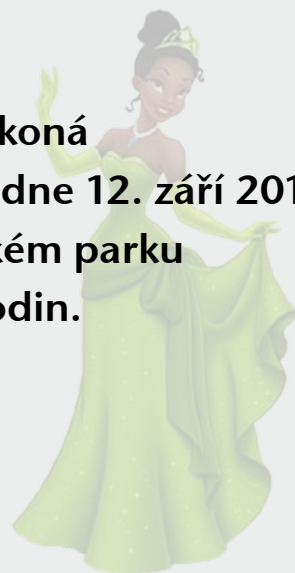 koná
dne 12. září 201
kém parku
odin.